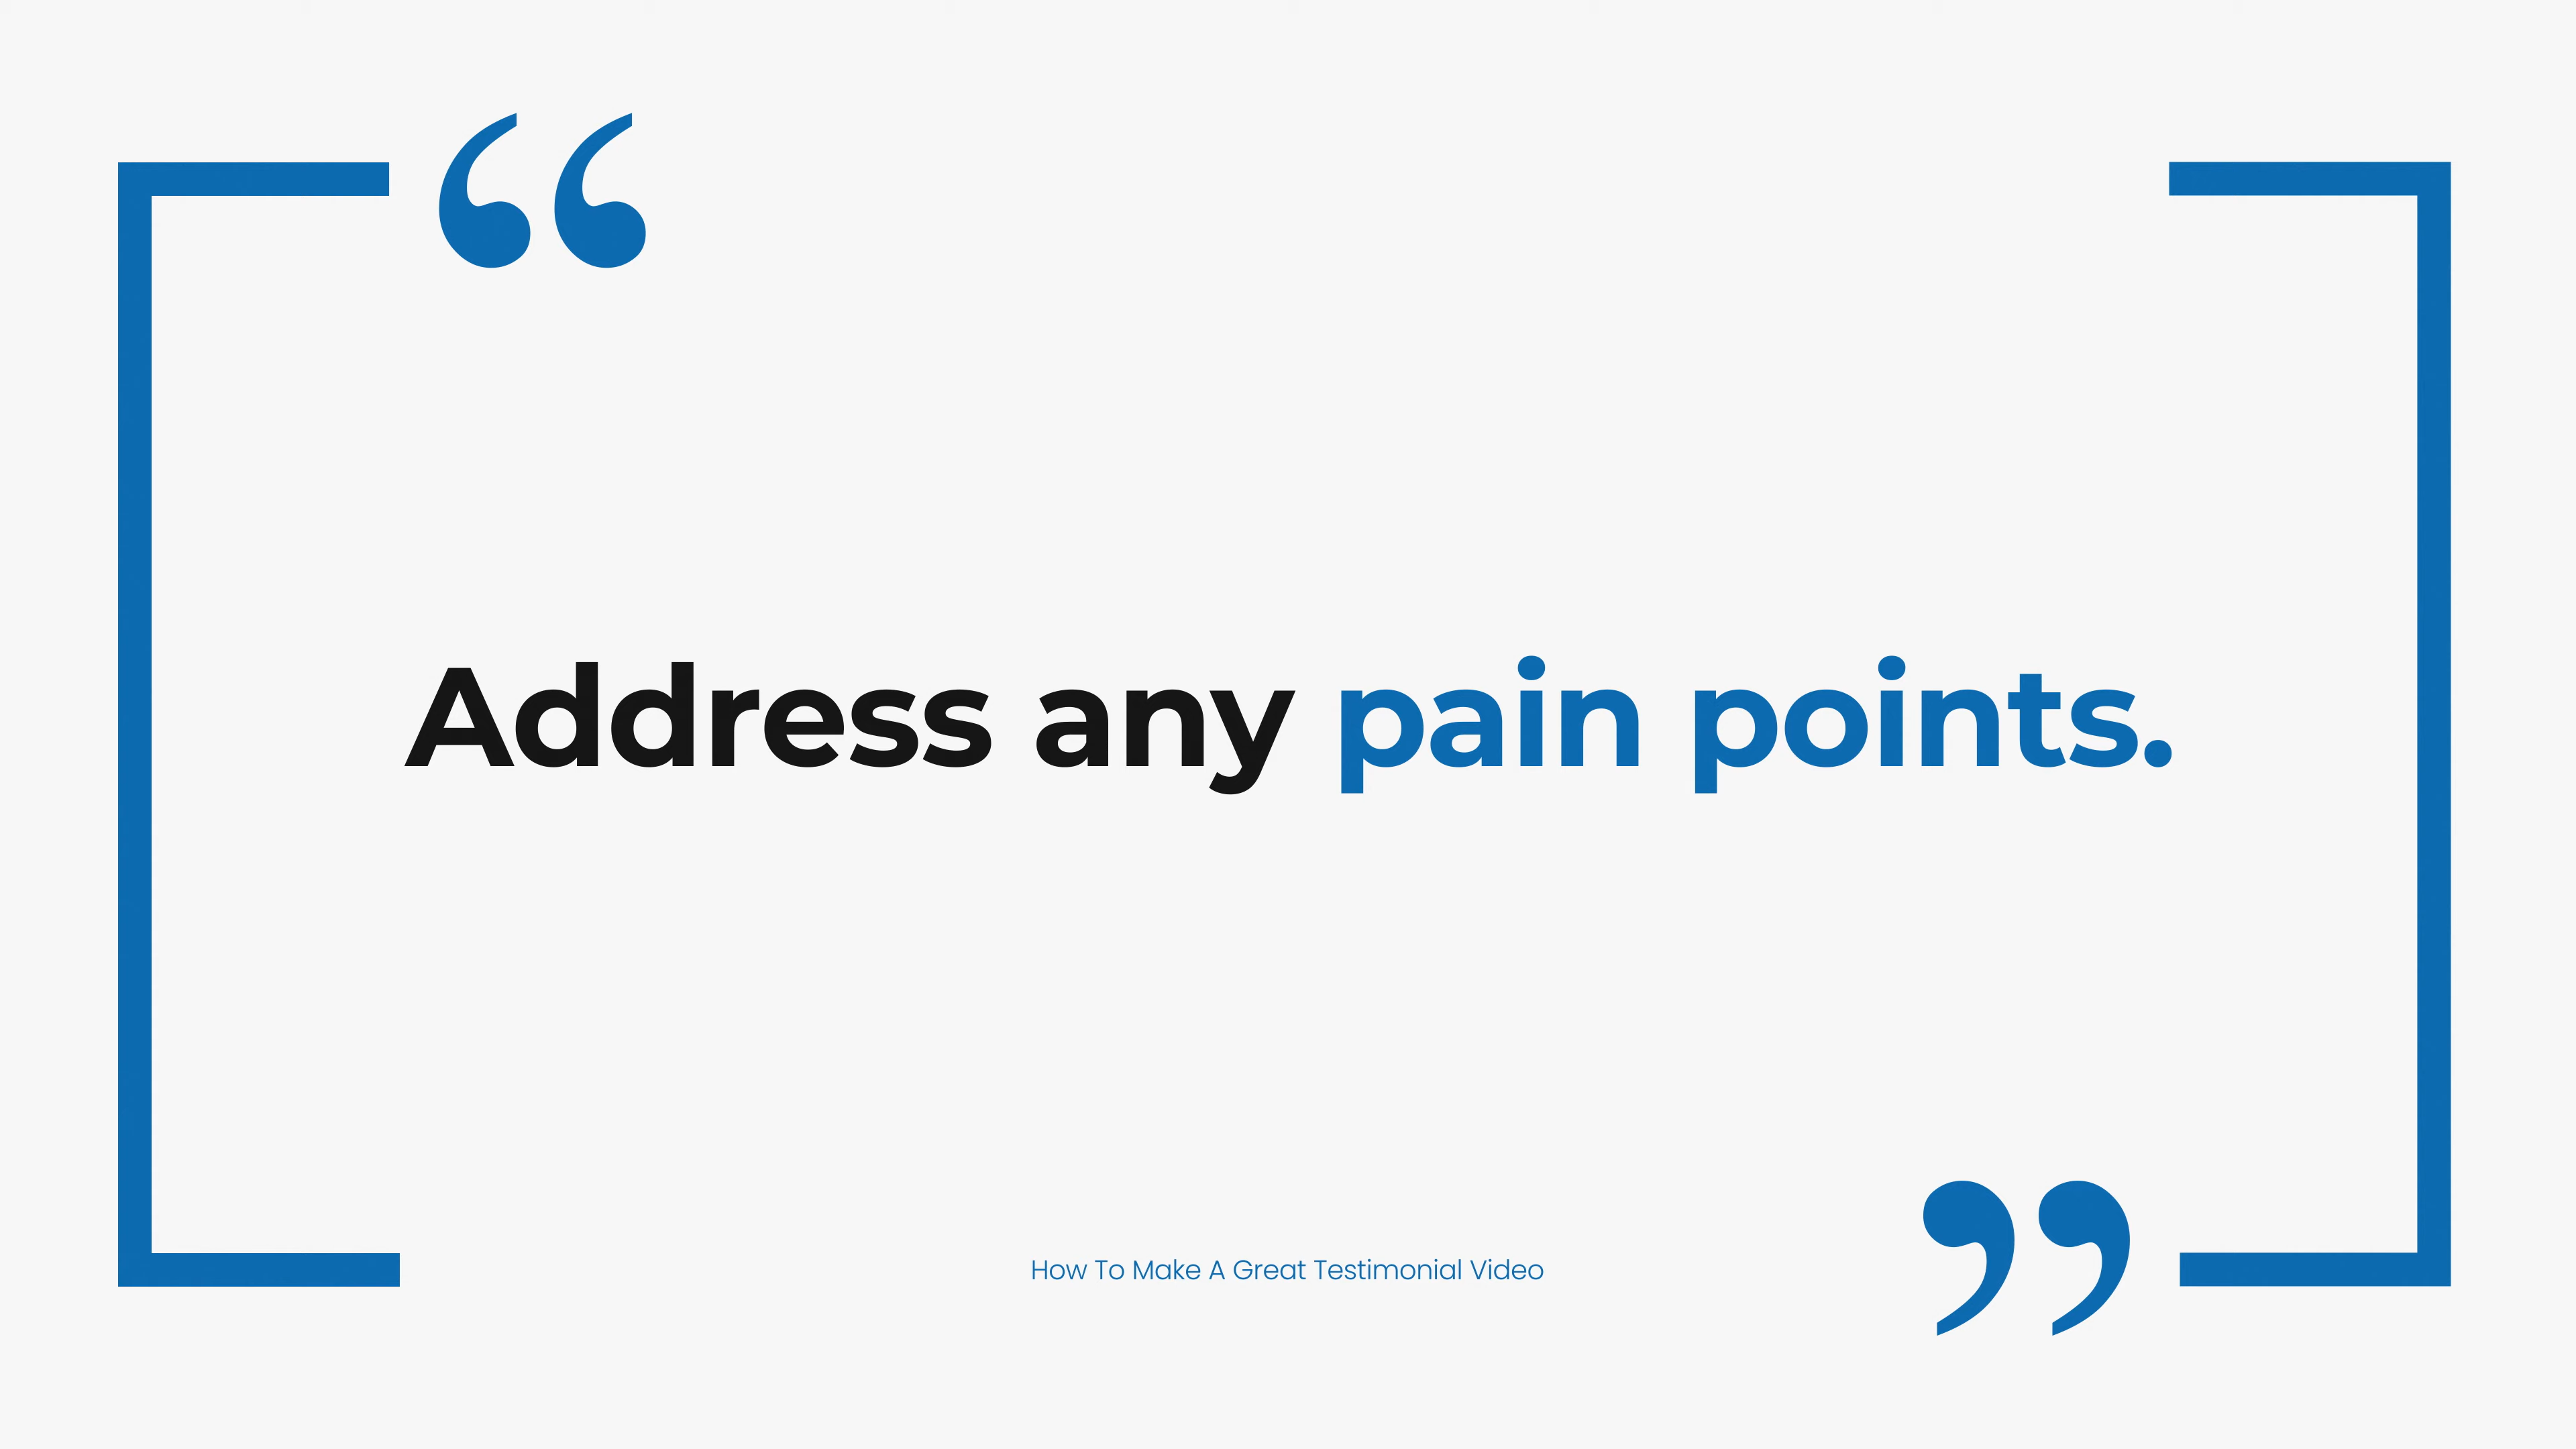 “
Address any pain points.
How To Make A Great Testimonial Video
”